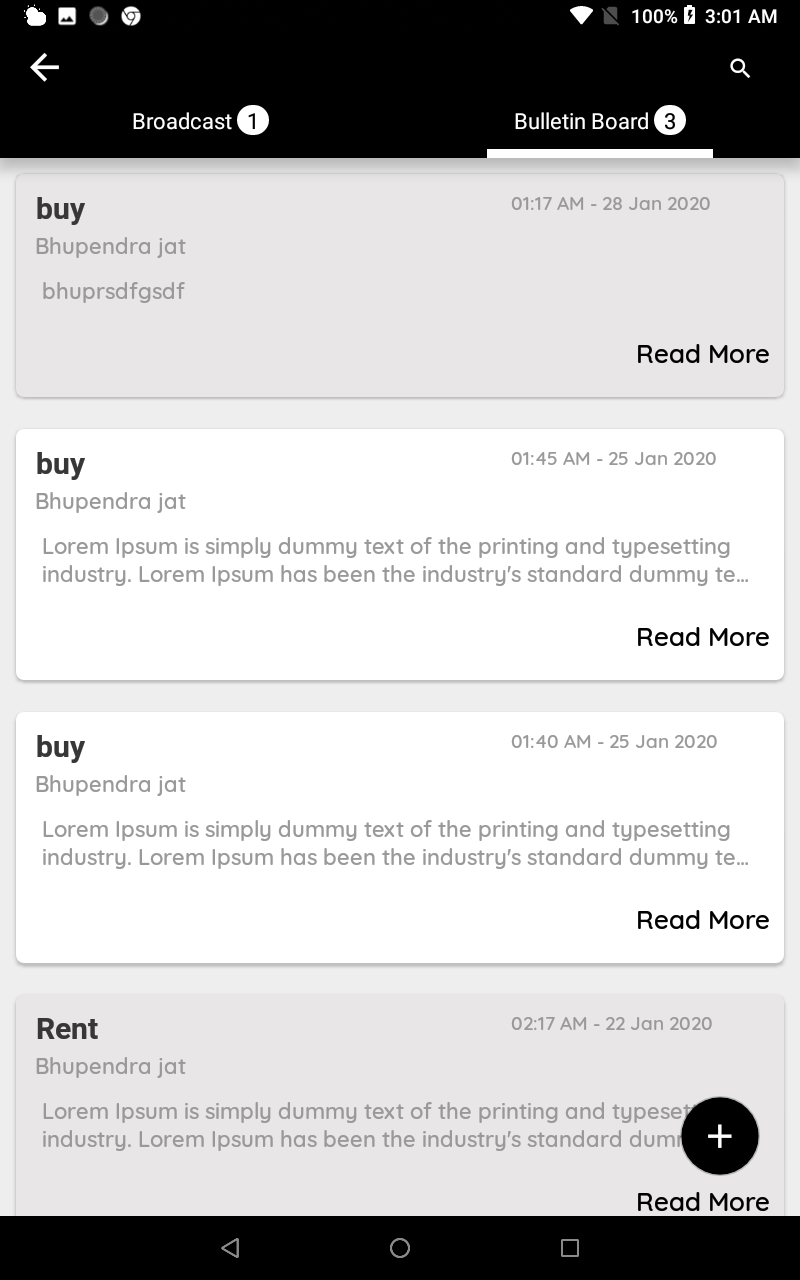 100% 3:01 AM
Broadcast 1
Bulletin Board 3
buy
01:17 AM - 28 Jan 2020
Bhupendra jat
bhuprsdfgsdf
Read More
buy
01:45 AM - 25 Jan 2020
Bhupendra jat
Lorem Ipsum is simply dummy text of the printing and typesetting
industry. Lorem Ipsum has been the industry's standard dummy te...
Read More
buy
01:40 AM - 25 Jan 2020
Bhupendra jat
Lorem Ipsum is simply dummy text of the printing and typesetting
industry. Lorem Ipsum has been the industry's standard dummy te...
Read More
Rent
02:17 AM - 22 Jan 2020
Bhupendra jat
Lorem Ipsum is simply dummy text of the printing and
industry. Lorem Ipsum has been the industry's standard
Read More